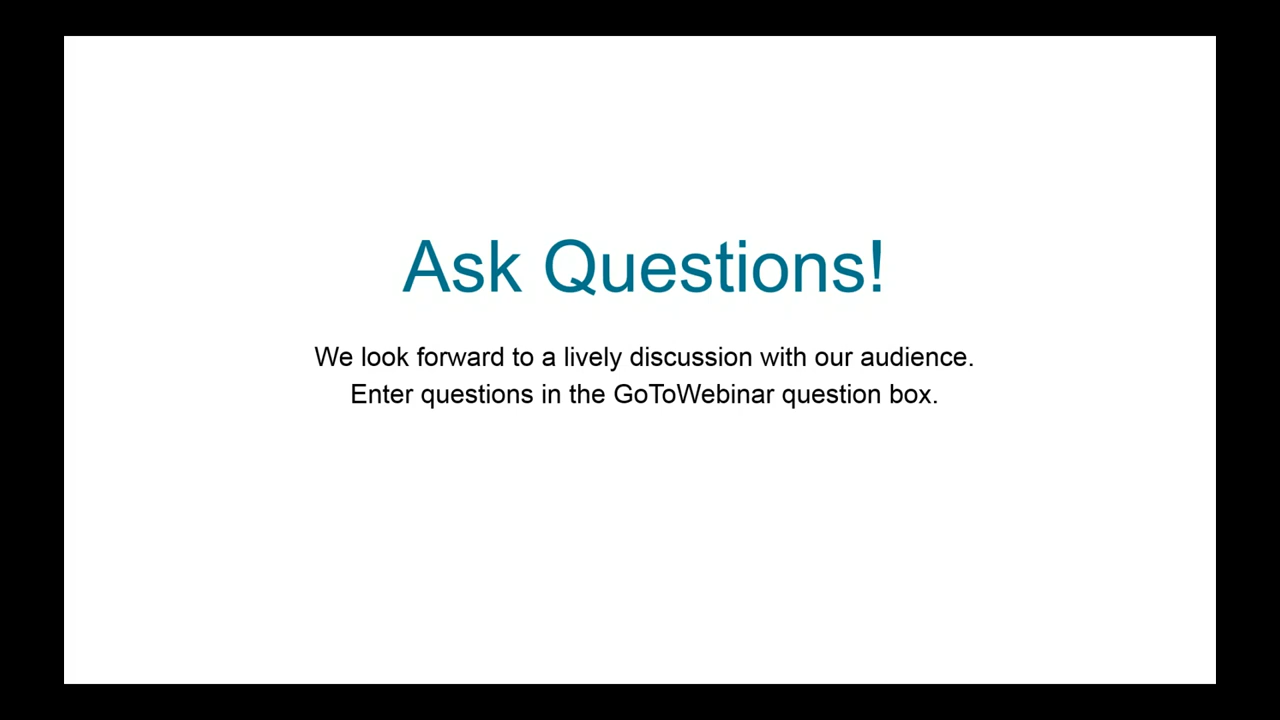 Ask Questions!
We look forward to a lively discussion with our audience.
Enter questions in the GoToWebinar question box.